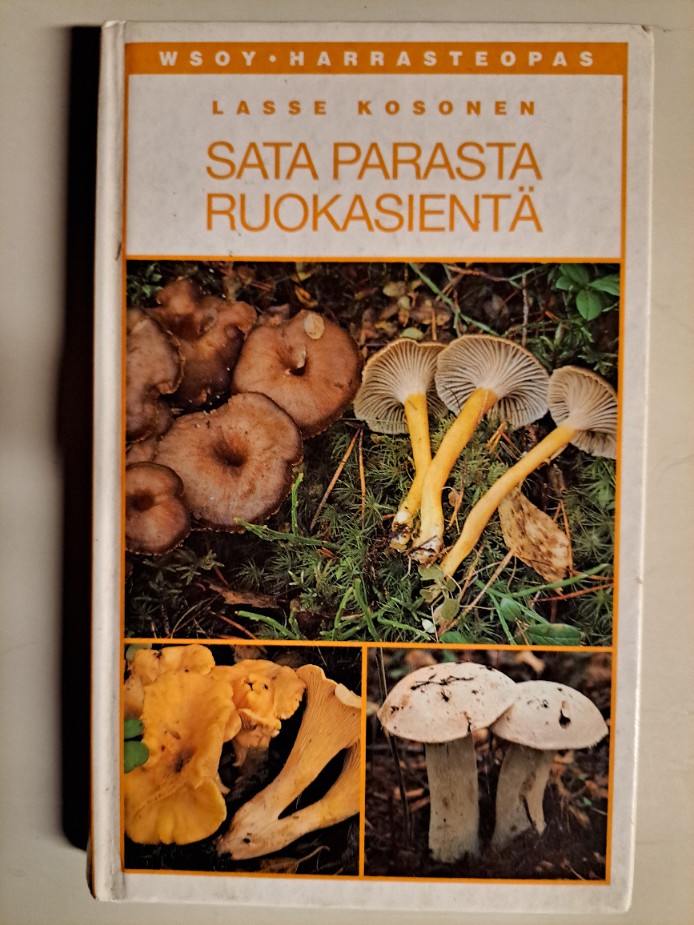 WSOY • HARRASTEOPAS
LASSE KOSONEN
SATA PARASTA
RUOKASIENTÄ